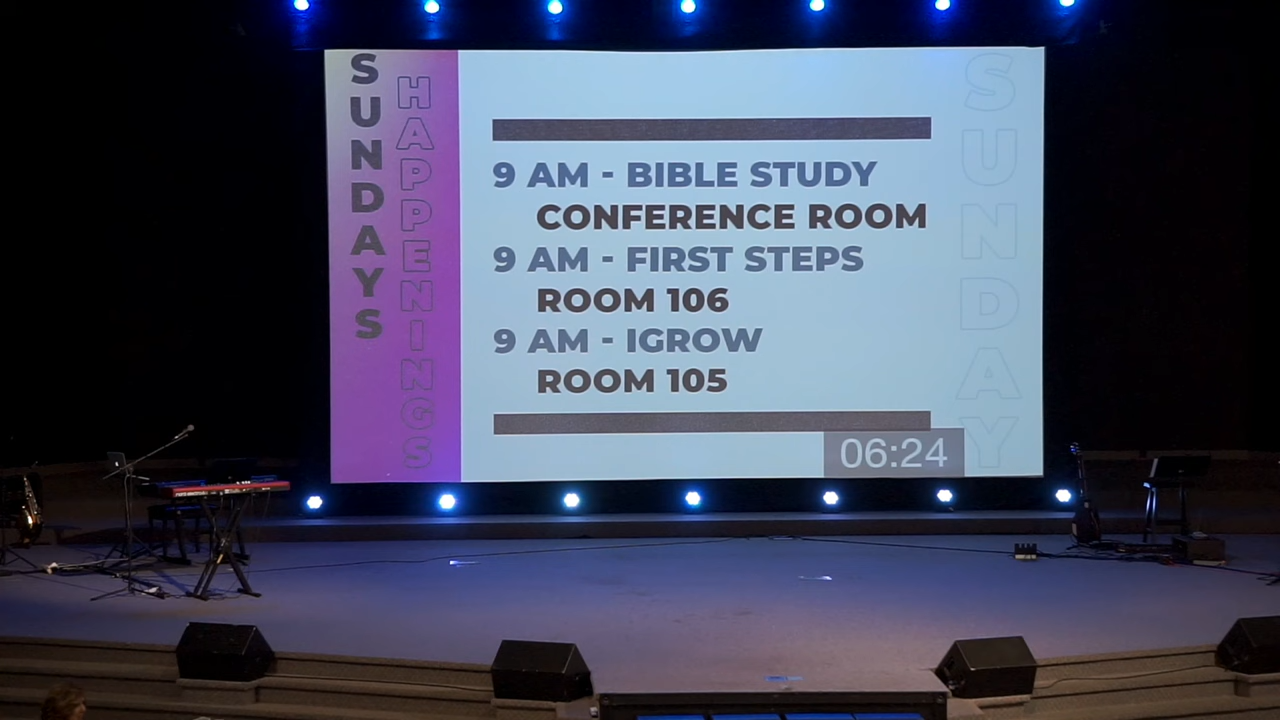 SUNDAYS
HAPPENINGS
9 AM - BIBLE STUDY
CONFERENCE ROOM
9 AM - FIRST STEPS
ROOM 106
9 AM - IGROW
ROOM 105
06:24
SUNDAY